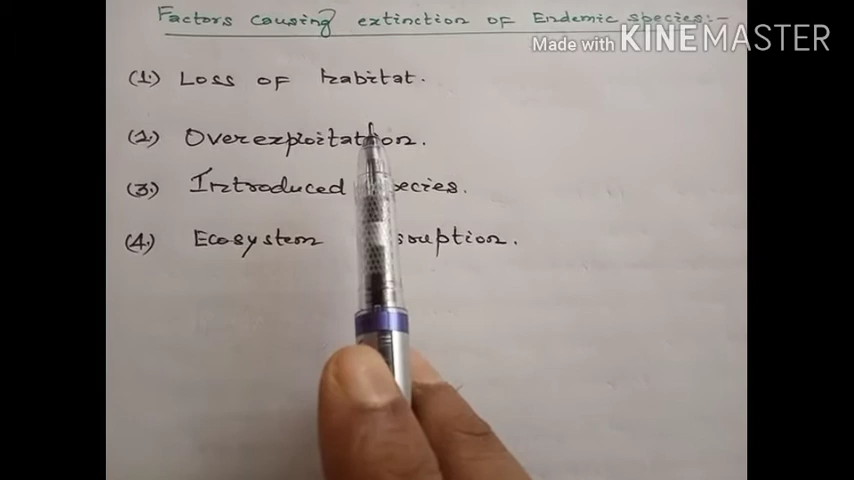 Factors causing extinction of Endemic species:-
Made with KINEMASTER
(1.) Loss of habitat.
(2.) Overexploitation.
(3.) Introduced species.
(4.) Ecosystem